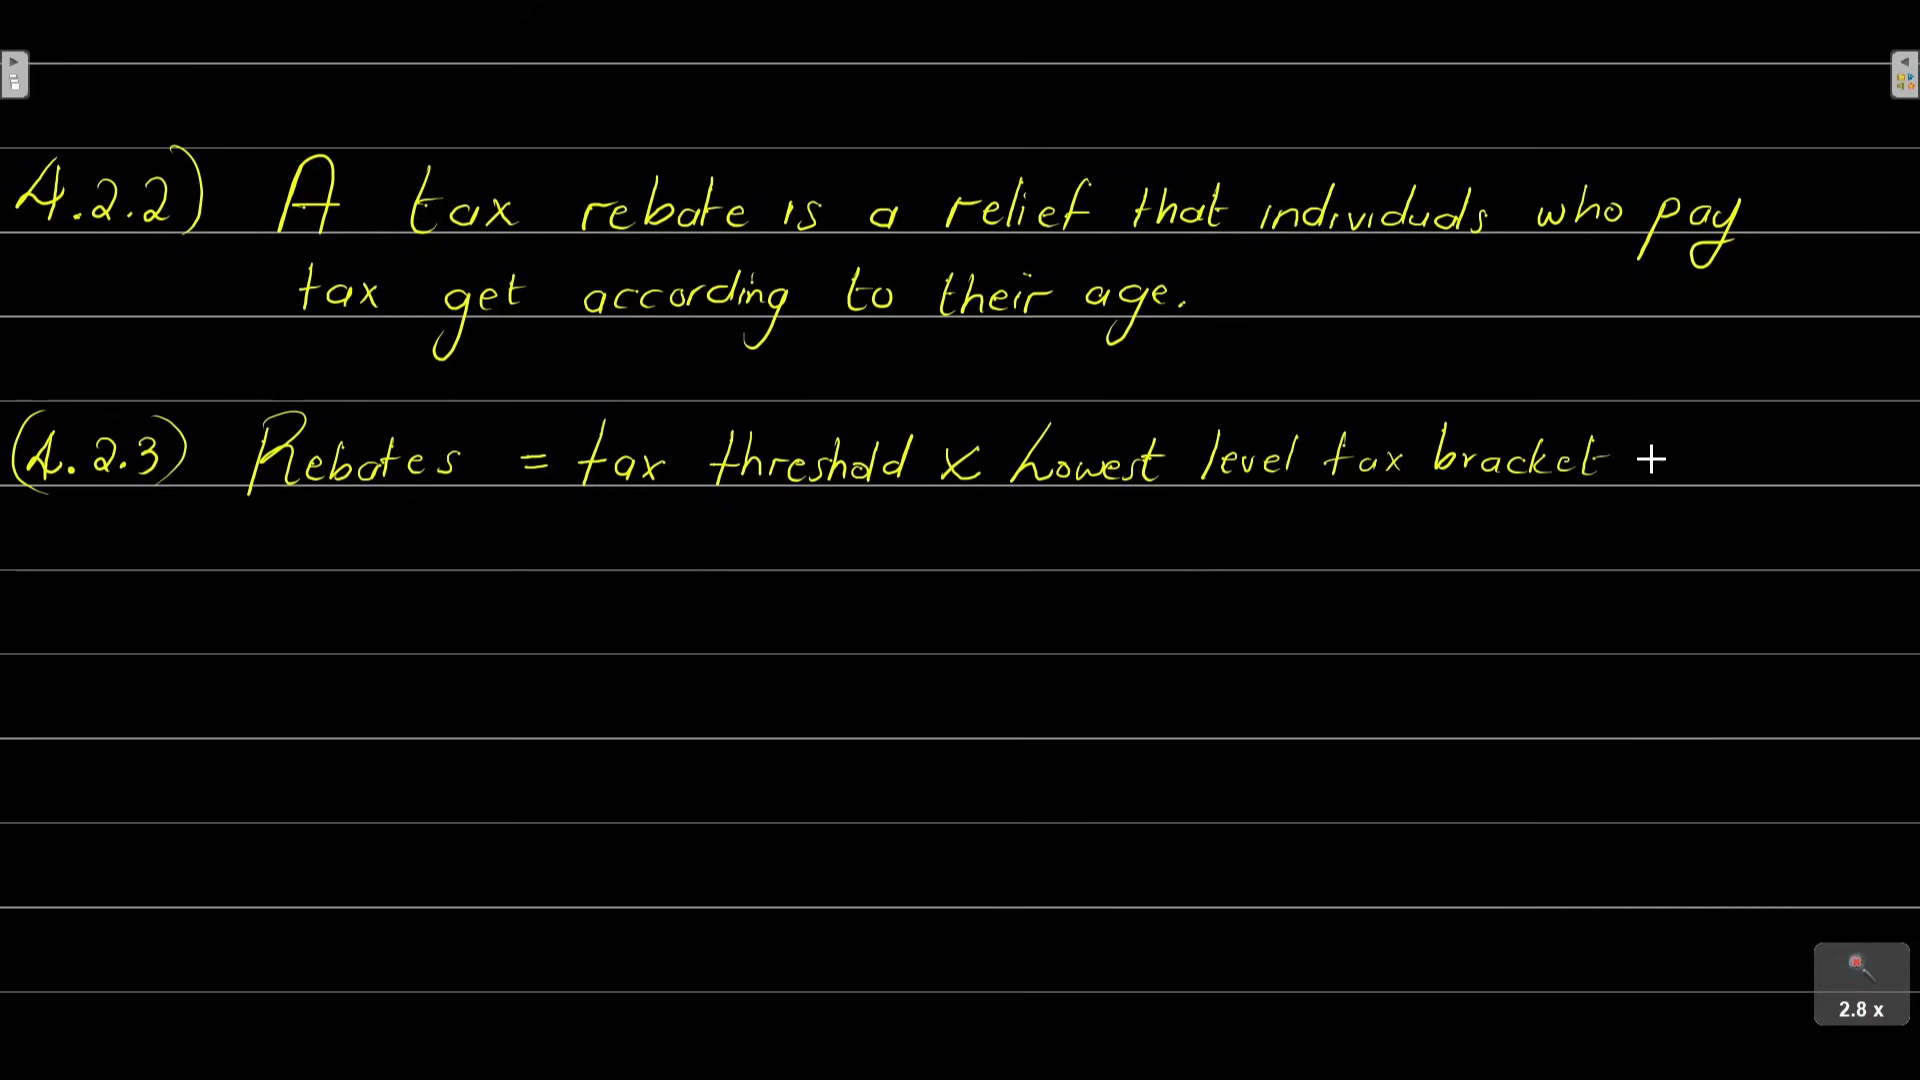 4.2.2) A tax rebate is a relief that individuals who pay
tax get according to their age.
(4.2.3) Rebates = tax threshold x Lowest level tax bracket
2.8 x